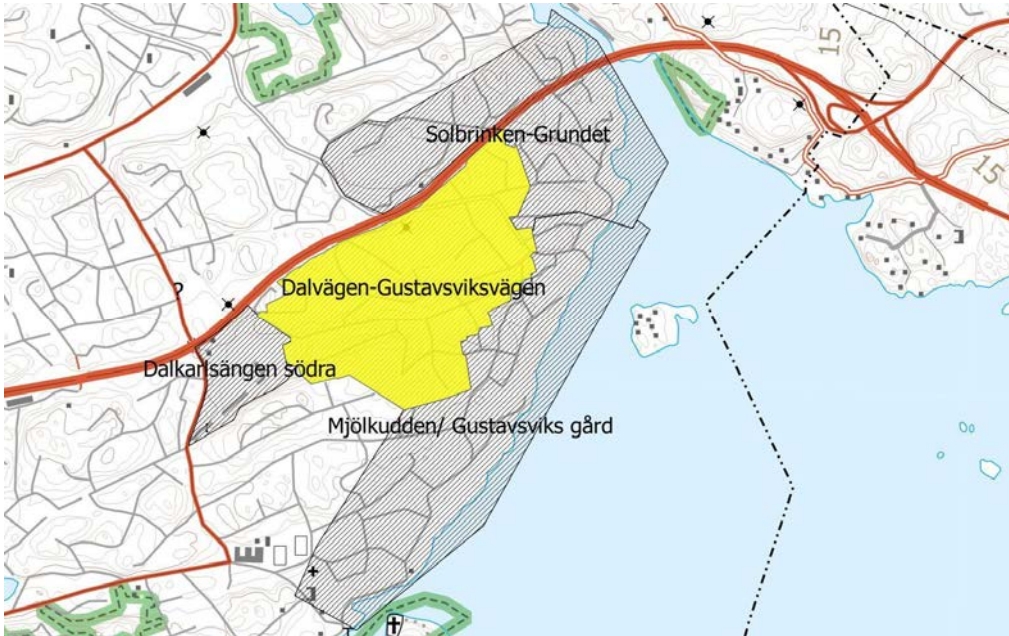 15
Solbrinken-Grundet
15
Dalvägen-Gustavsviksvägen
Dalkarlsängen södra
Mjölkudden/ Gustavsviks gård